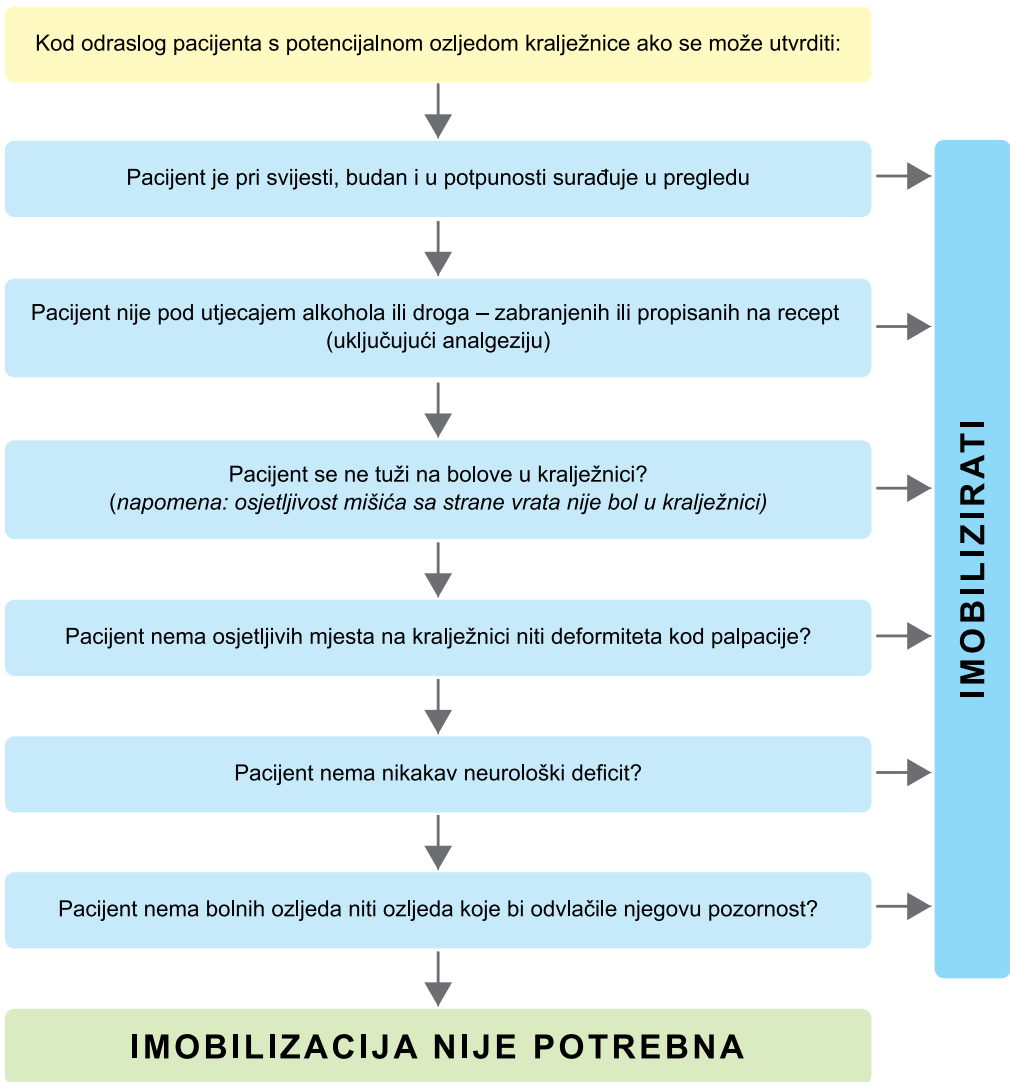 Kod odraslog pacijenta s potencijalnom ozljedom kralježnice ako se može utvrditi:
Pacijent je pri svijesti, budan i u potpunosti surađuje u pregledu
Pacijent nije pod utjecajem alkohola ili droga – zabranjenih ili propisanih na recept
(uključujući analgeziju)
Pacijent se ne tuži na bolove u kralježnici?
(napomena: osjetljivost mišića sa strane vrata nije bol u kralježnici)
Pacijent nema osjetljivih mjesta na kralježnici niti deformiteta kod palpacije?
Pacijent nema nikakav neurološki deficit?
Pacijent nema bolnih ozljeda niti ozljeda koje bi odvlačile njegovu pozornost?
IMOBILIZIRATI
IMOBILIZACIJA NIJE POTREBNA